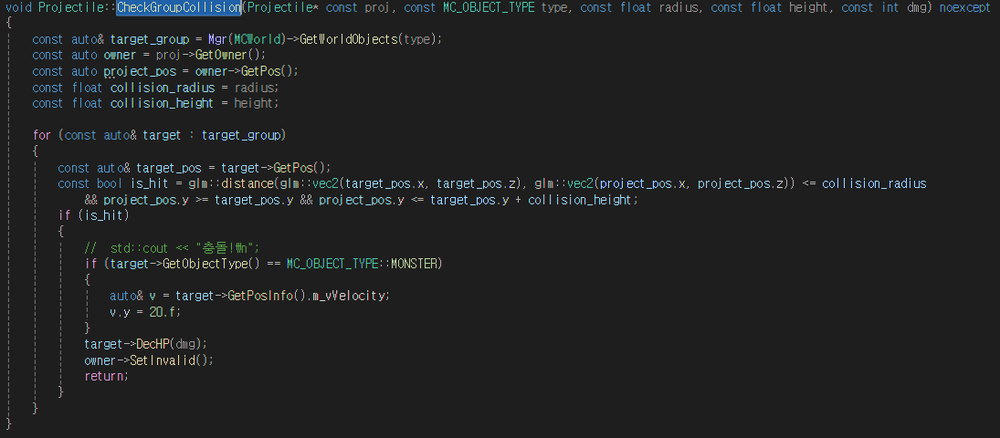 void Projectile::CheckGroupCollision(Projectile* const proj, const MC_OBJECT_TYPE type, const float radius, const float height, const int dmg) noexcept
{
const auto& target_group = Mgr(MCWorld)->GetWorldObjects(type);
const auto owner = proj->GetOwner();
const auto project_pos = owner->GetPos();
const float collision_radius = radius;
const float collision_height = height;
for (const auto& target : target_group)
{
const auto& target_pos = target->GetPos();
const bool is_hit = glm::distance(glm::vec2(target_pos.x, target_pos.z), glm::vec2(project_pos.x, project_pos.z)) <= collision_radius
&& project_pos.y >= target_pos.y && project_pos.y <= target_pos.y + collision_height;
if (is_hit)
{
// std::cout << "충돌!₩n";
if (target->GetObjectType() == MC_OBJECT_TYPE::MONSTER)
{
auto& v = target->GetPosInfo().m_vVelocity;
v.y = 20.f;
}
target->DecHP(dmg);
owner->SetInvalid();
return;
}
}
}